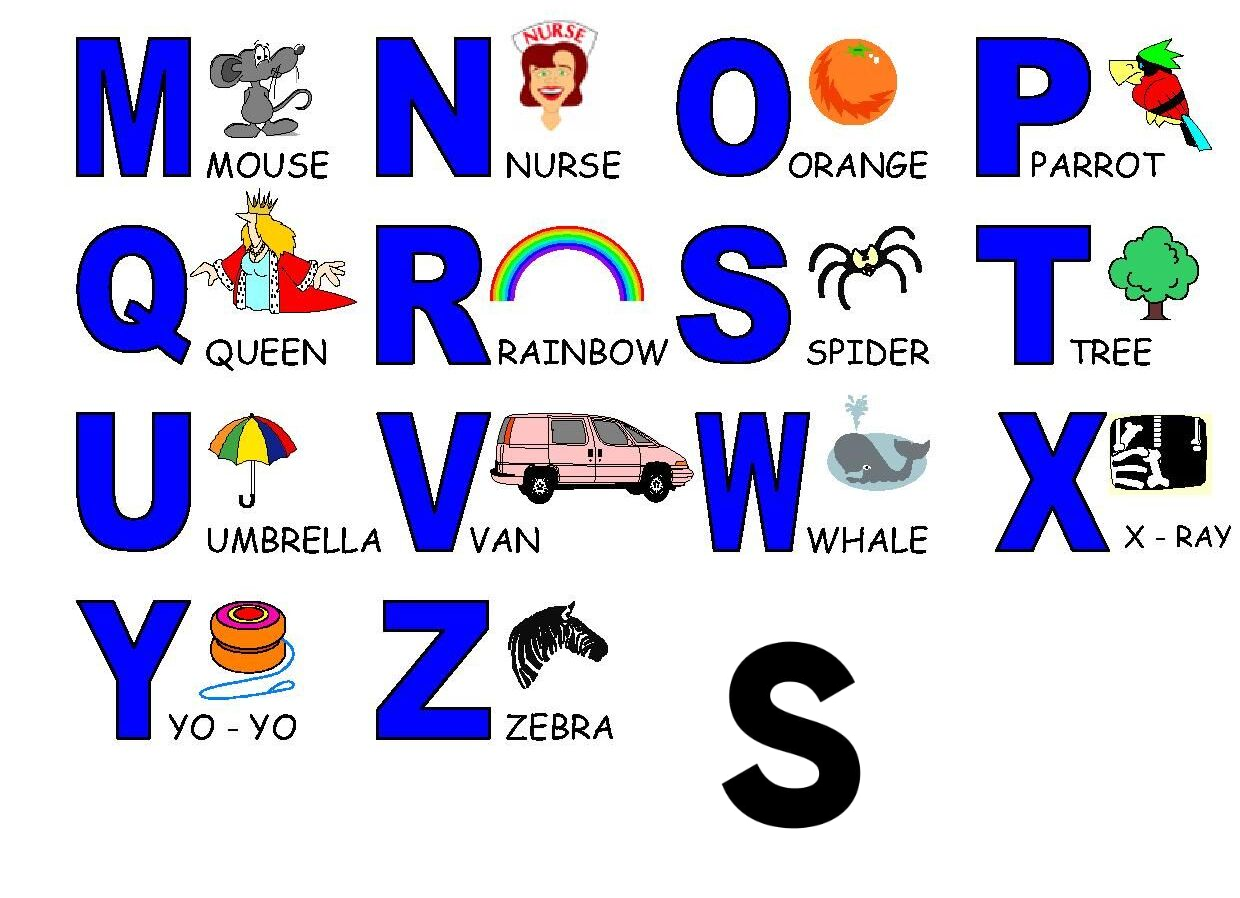 M NURSE N O P
MOUSE NURSE ORANGE PARROT
Q R S T
QUEEN RAINBOW SPIDER TREE
U V W X
UMBRELLA VAN WHALE X - RAY
Y Z S
YO - YO ZEBRA